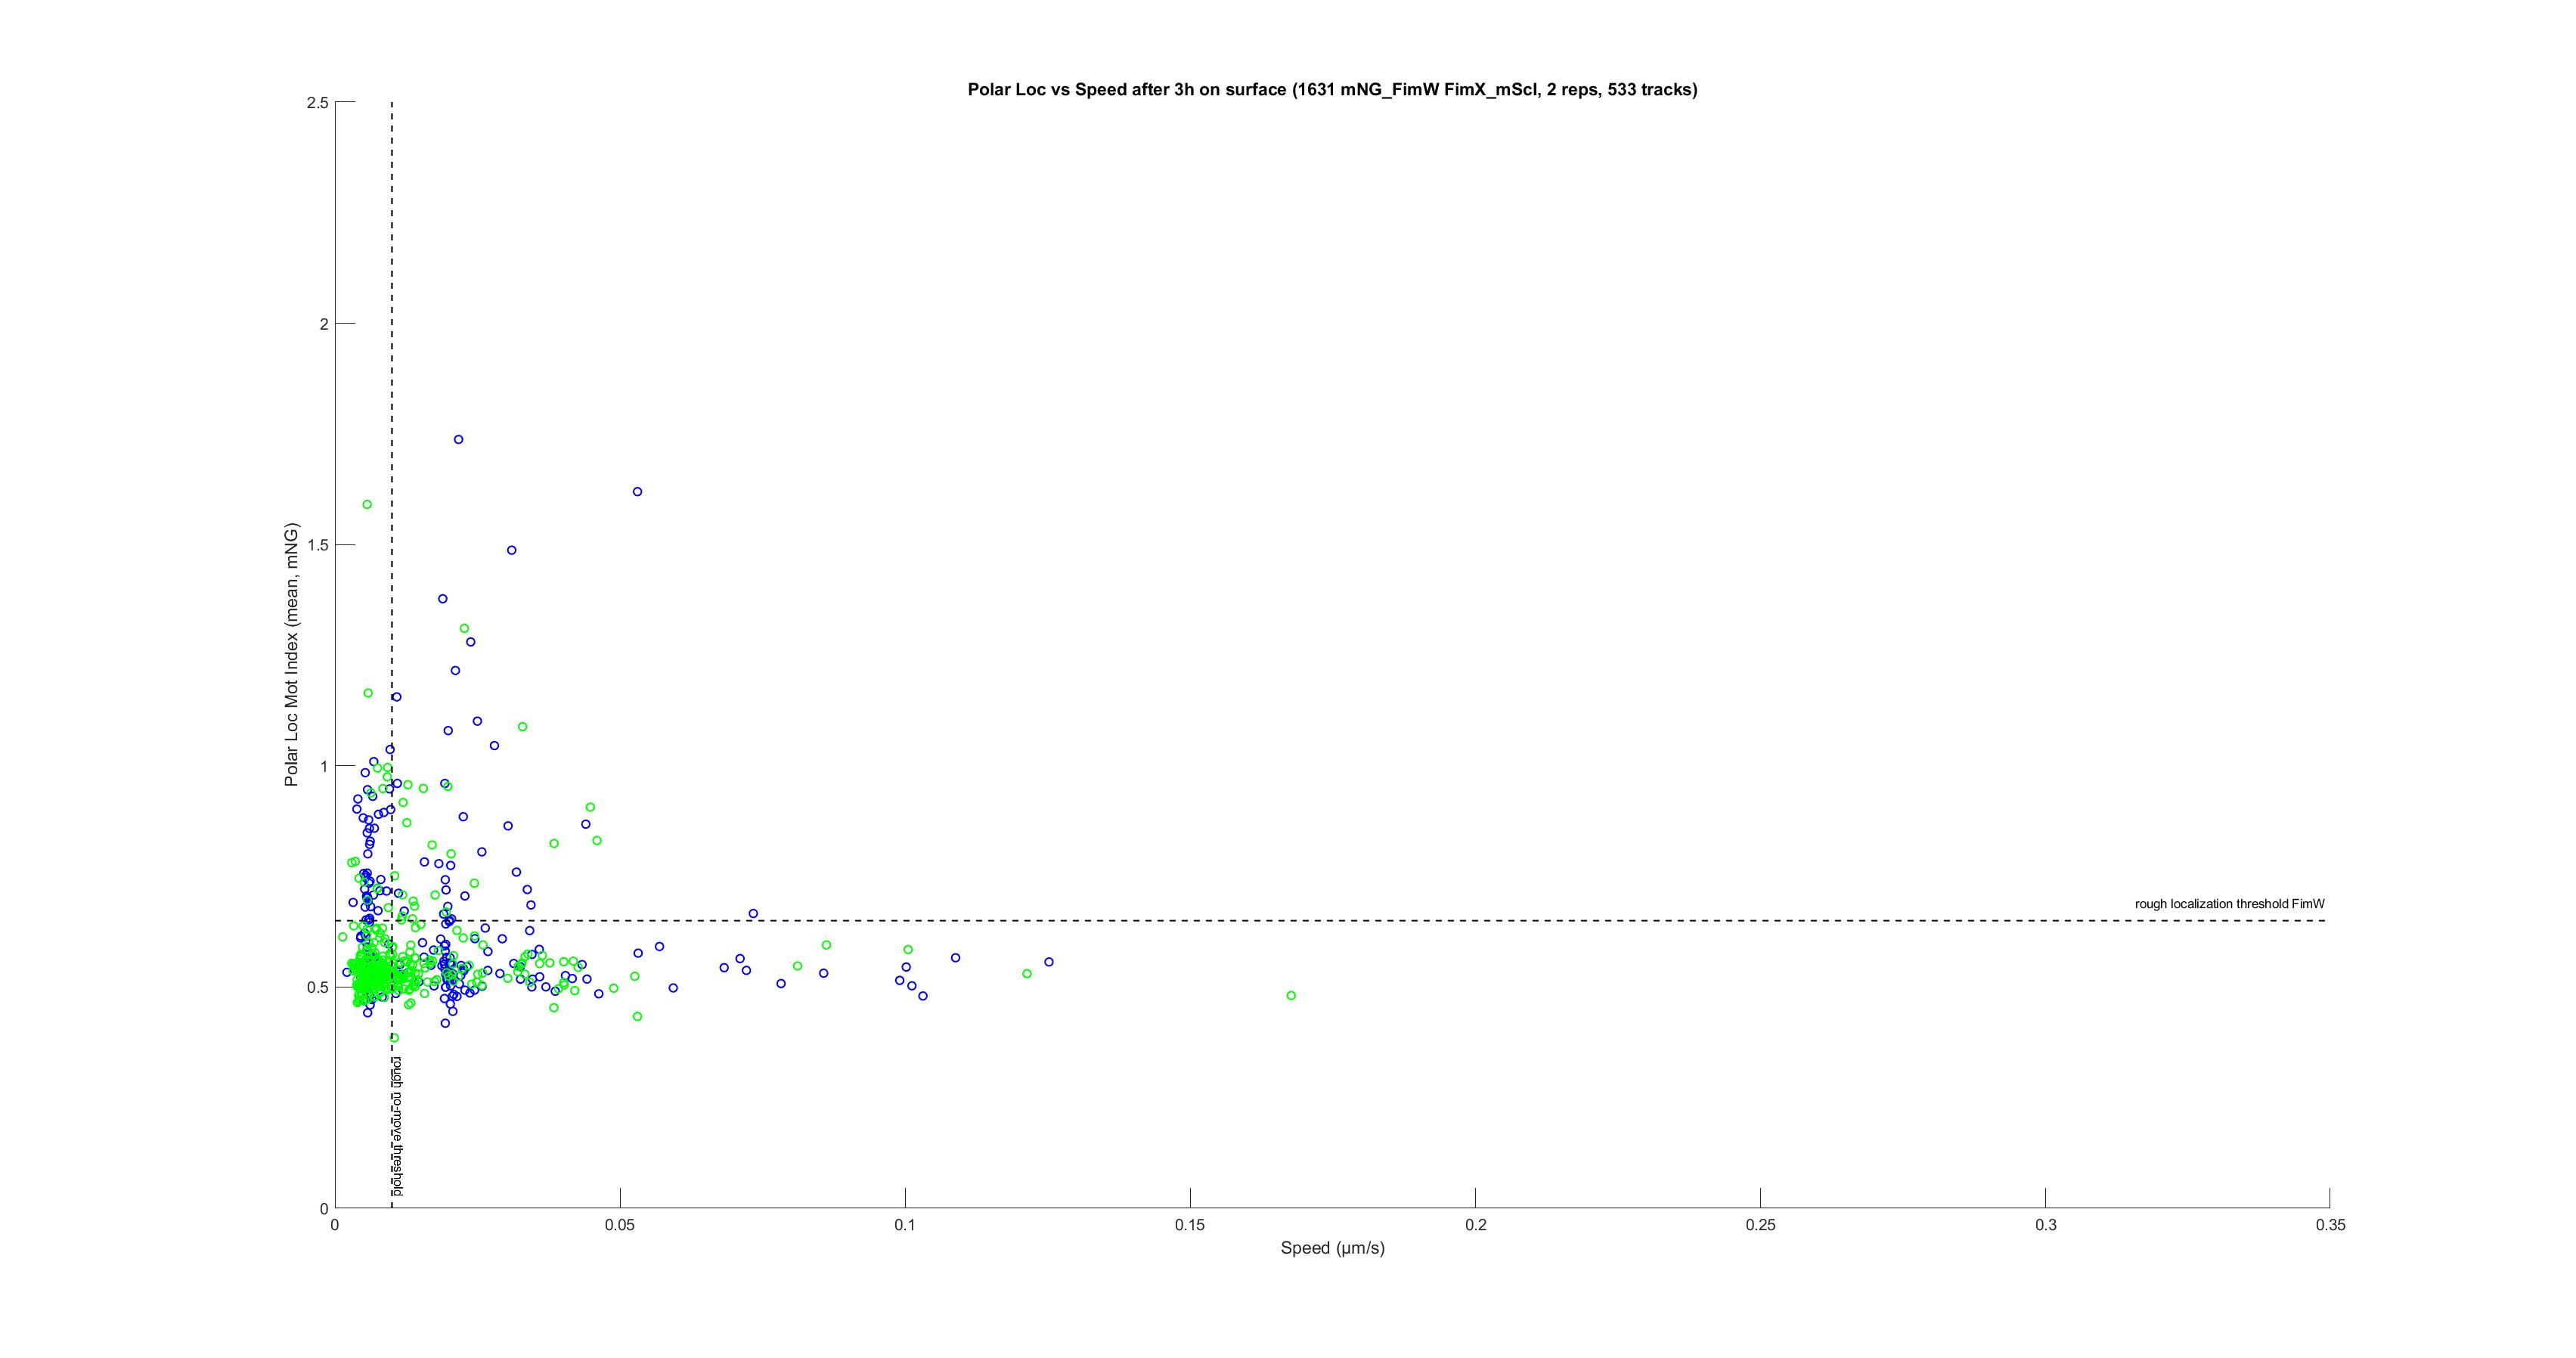 Polar Loc vs Speed after 3h on surface (1631 mNG_FimW FimX_mScI, 2 reps, 533 tracks)
2.5
2
1.5
1
0.5
0
Polar Loc Mot Index (mean, mNG)
rough localization threshold FimW
rough no-move threshold
0 0.05 0.1 0.15 0.2 0.25 0.3 0.35
Speed (µm/s)